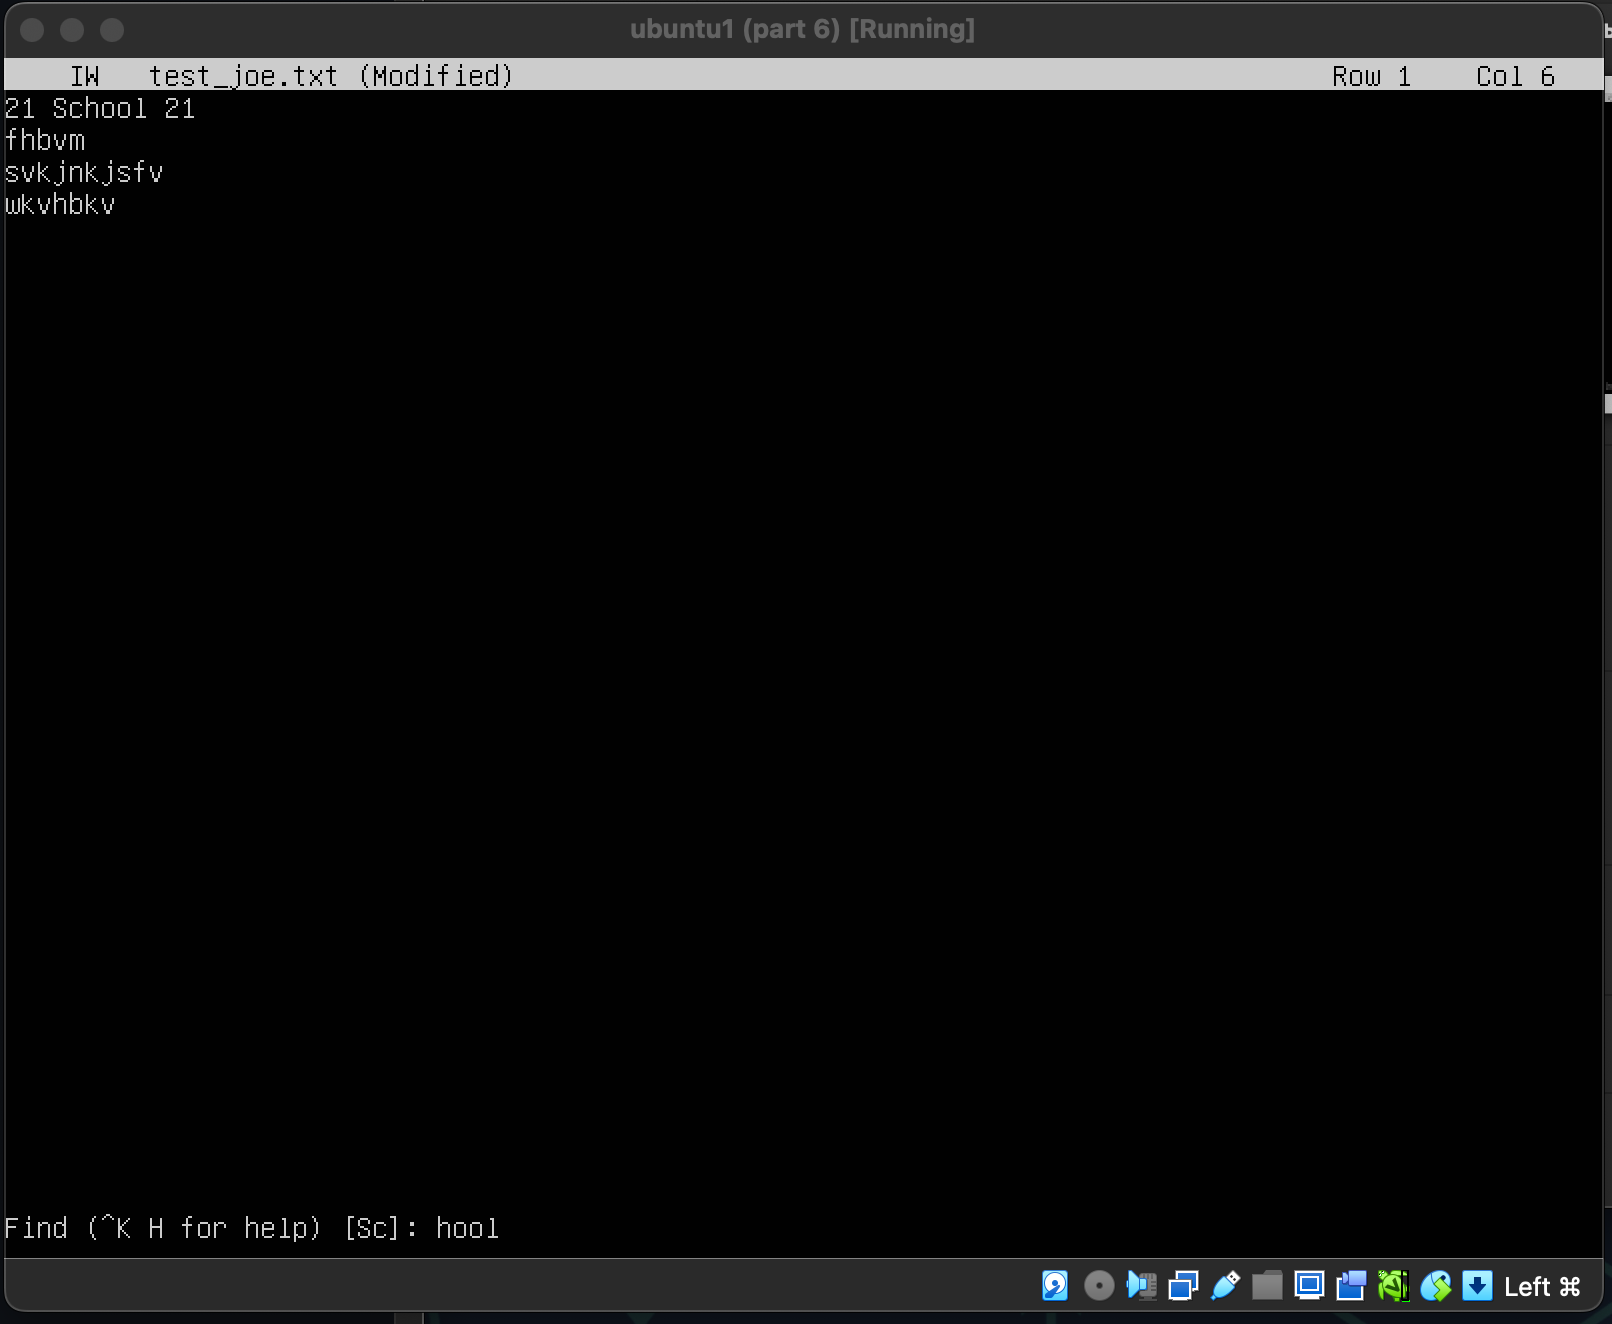 ubuntu1 (part 6) [Running]
IW test_joe.txt (Modified) Row 1 Col 6
21 School 21
fhbvm
svkjnkjsfv
wkvhbkv
Find (^K H for help) [Sc]: hool
Left ⌘